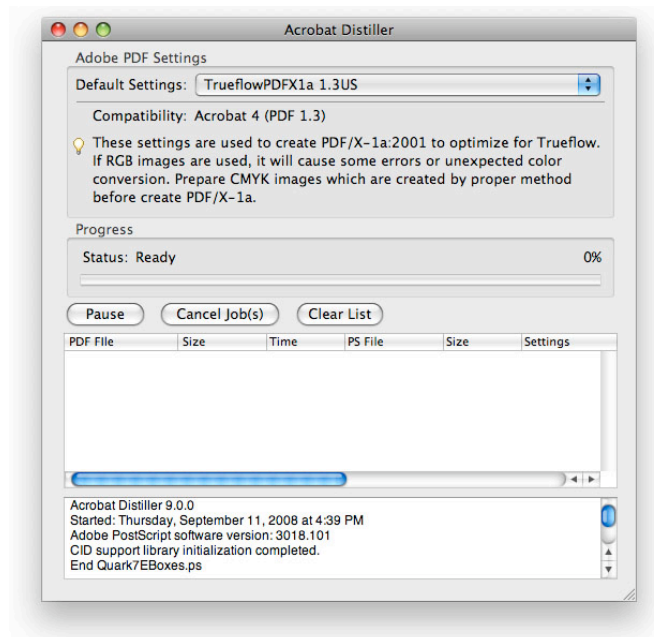 Acrobat Distiller
Adobe PDF Settings
Default Settings: TrueflowPDFX1a 1.3US
Compatibility: Acrobat 4 (PDF 1.3)
These settings are used to create PDF/X-1a:2001 to optimize for Trueflow.
If RGB images are used, it will cause some errors or unexpected color
conversion. Prepare CMYK images which are created by proper method
before create PDF/X-1a.
Progress
Status: Ready 0%
Pause Cancel Job(s) Clear List
PDF FIle Size Time PS File Size Settings
Acrobat Distiller 9.0.0
Started: Thursday, September 11, 2008 at 4:39 PM
Adobe PostScript software version: 3018.101
CID support library initialization completed.
End Quark7EBoxes.ps